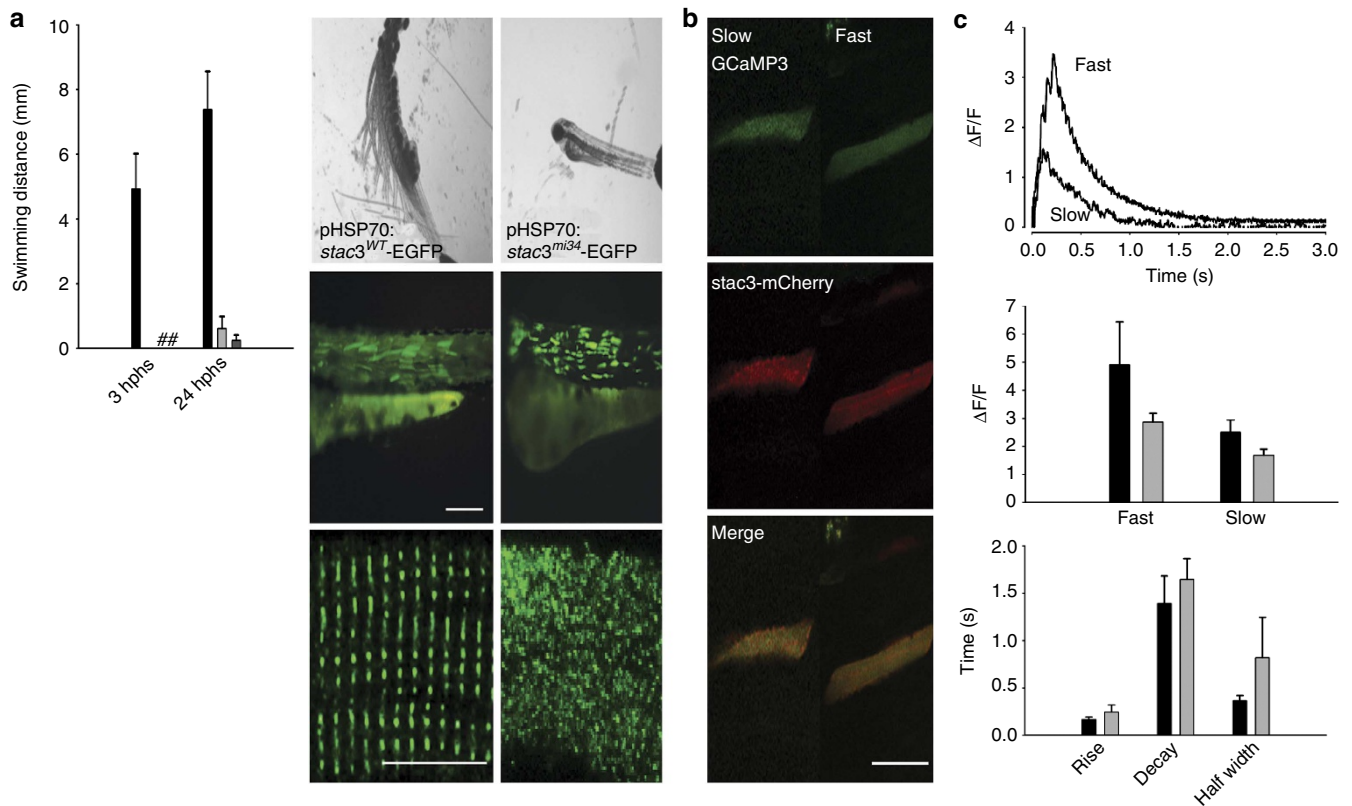 a
Swimming distance (mm)
10
8
6
4
2
0
##
3 hphs
24 hphs
pHSP70:
stac3WT-EGFP
pHSP70:
stac3mi34-EGFP
b
Slow
Fast
GCaMP3
stac3-mCherry
Merge
c
ΔF/F
4
3
2
1
0
Fast
Slow
0.0 0.5 1.0 1.5 2.0 2.5 3.0
Time (s)
ΔF/F
7
6
5
4
3
2
1
0
Fast Slow
Time (s)
2.0
1.5
1.0
0.5
0.0
Rise
Decay
Half width